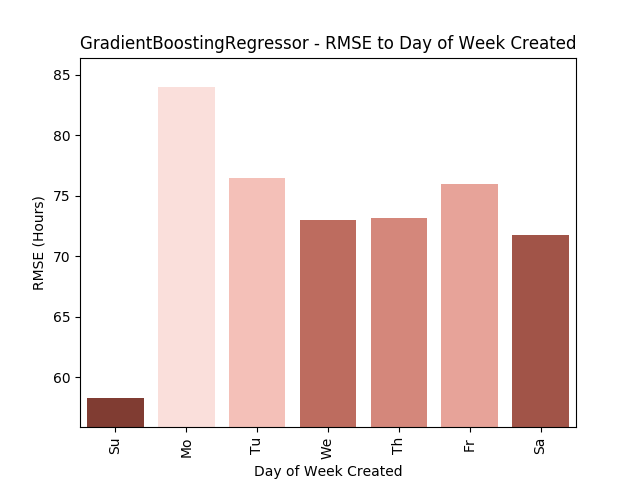 GradientBoostingRegressor - RMSE to Day of Week Created
85
80
75
70
65
60
RMSE (Hours)
Su
Mo
Tu
We
Th
Fr
Sa
Day of Week Created